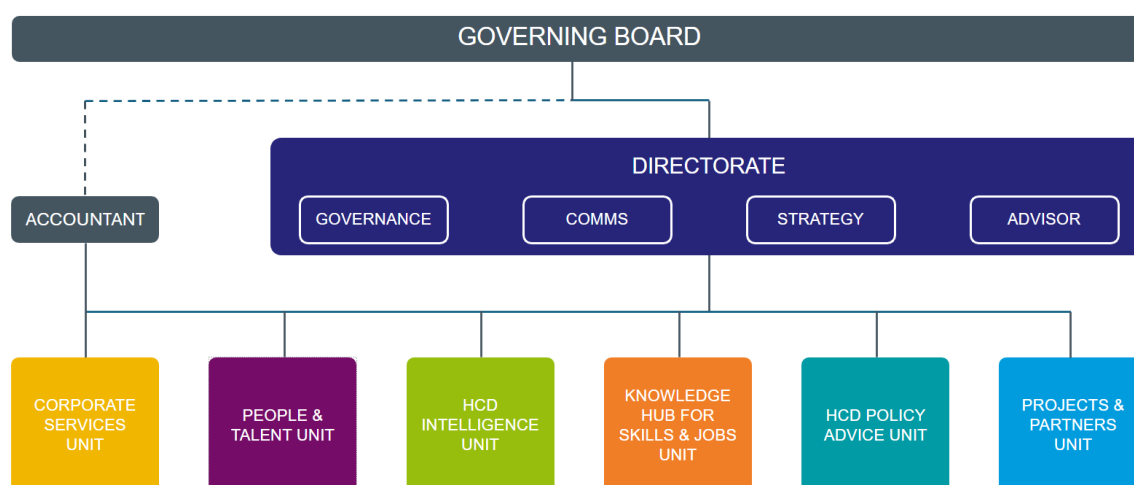 GOVERNING BOARD
DIRECTORATE
ACCOUNTANT
GOVERNANCE
COMMS
STRATEGY
ADVISOR
CORPORATE
SERVICES
UNIT
PEOPLE &
TALENT UNIT
HCD
INTELLIGENCE
UNIT
KNOWLEDGE
HUB FOR
SKILLS & JOBS
UNIT
HCD POLICY
ADVICE UNIT
PROJECTS &
PARTNERS
UNIT